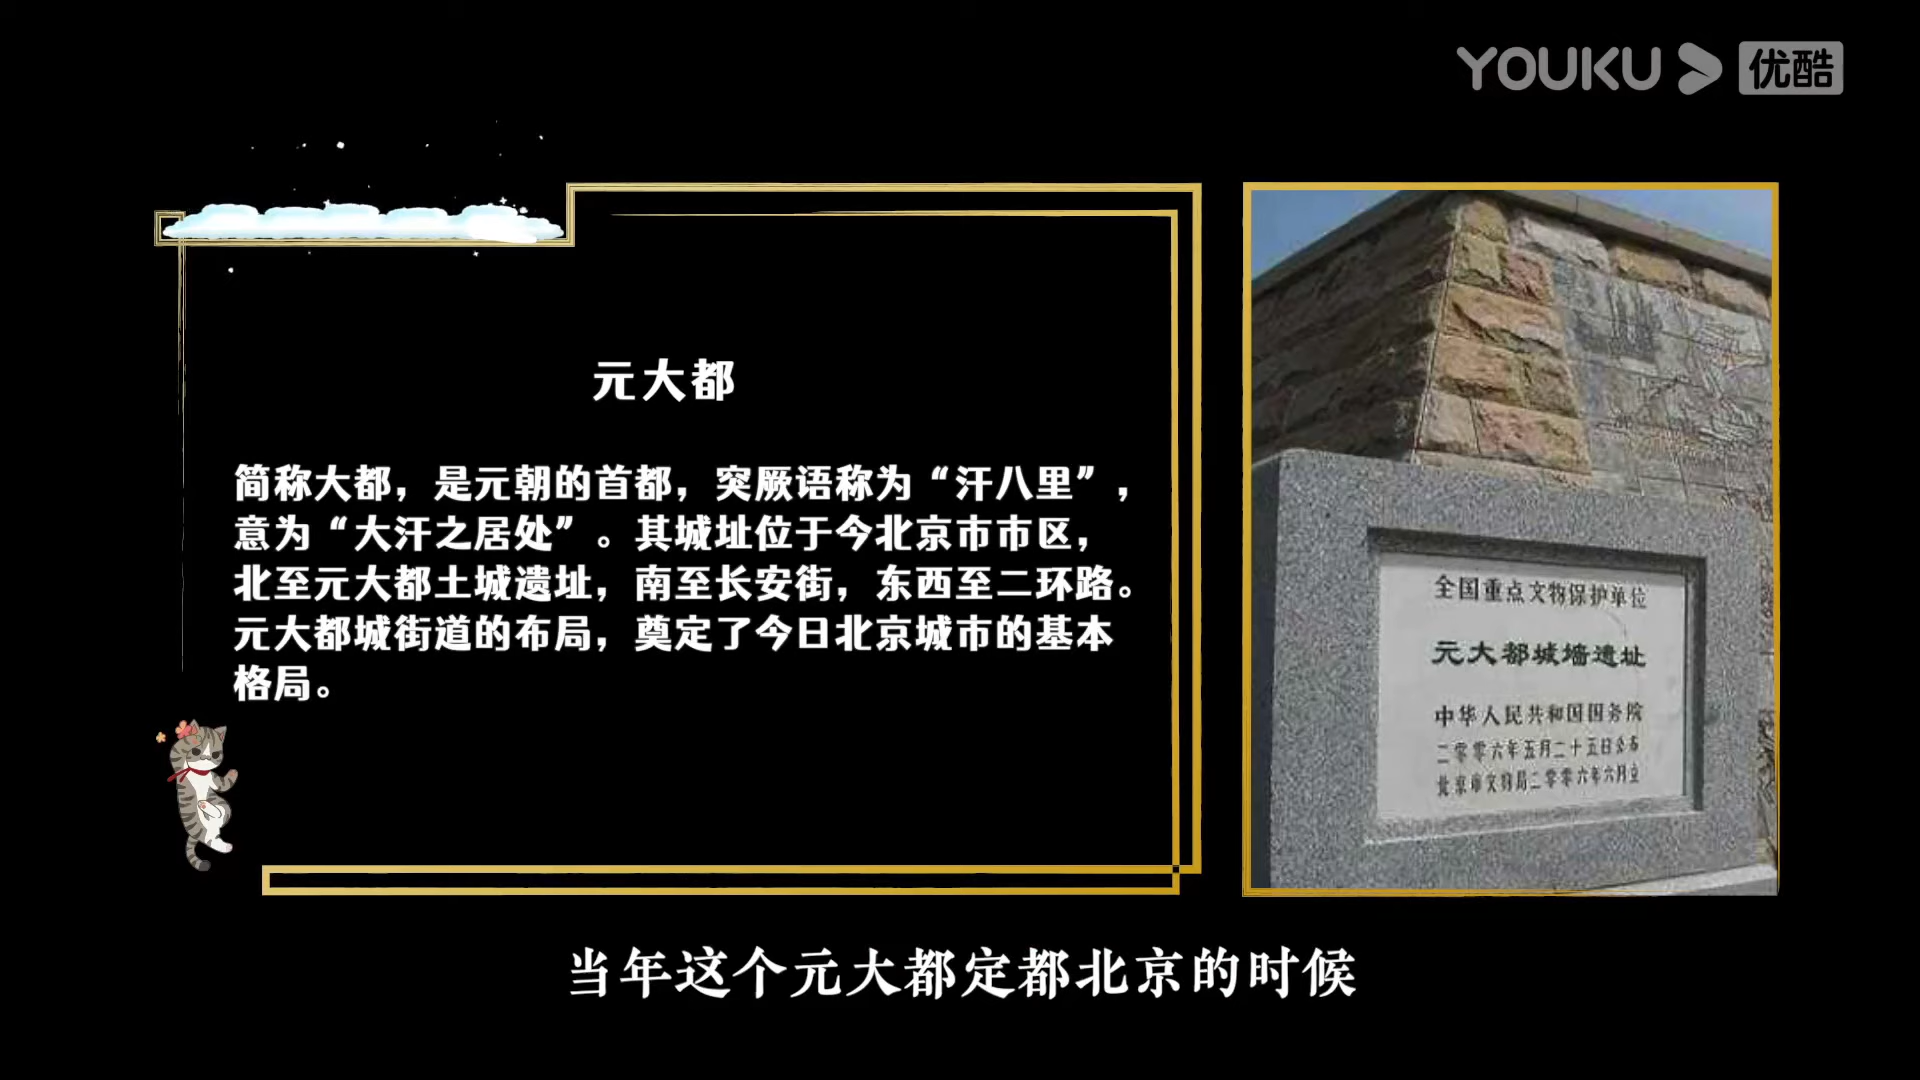 YOUKU 优酷
元大都
简称大都，是元朝的首都，突厥语称为“汗八里”，
意为“大汗之居处”。其城址位于今北京市市区，
北至元大都土城遗址，南至长安街，东西至二环路。
元大都城街道的布局，奠定了今日北京城市的基本
格局。
全国重点文物保护单位
元大都城墙遗址
中华人民共和国国务院
二零零六年五月二十五日公布
北京市文物局二零零六年六月立
当年这个元大都定都北京的时候